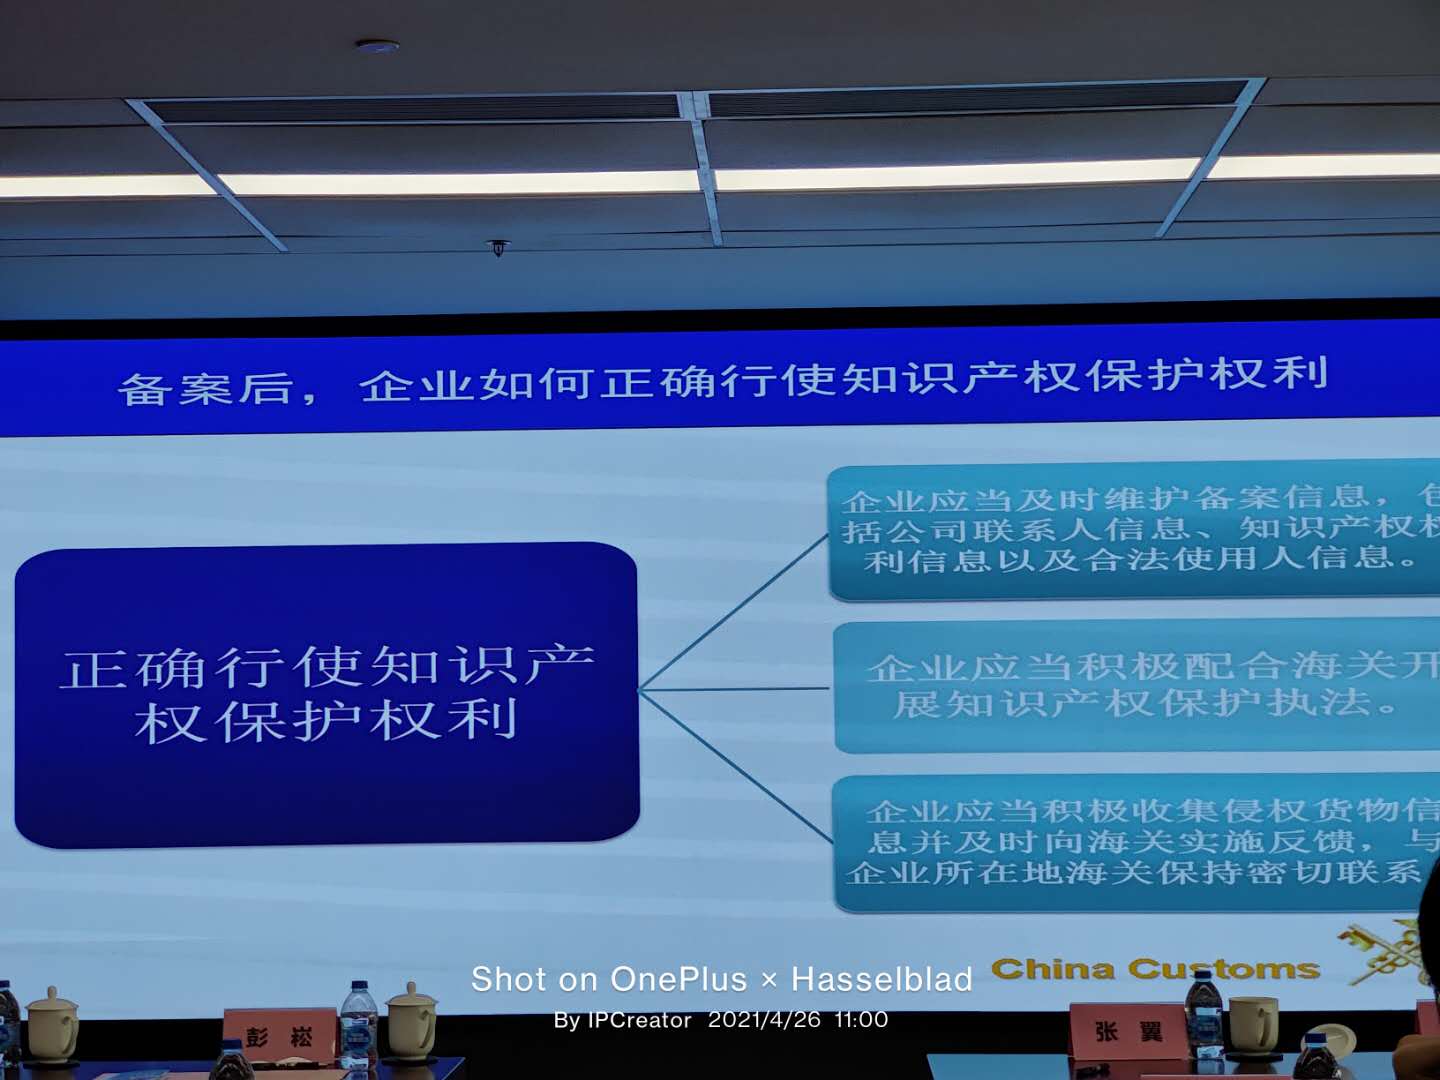 备案后，企业如何正确行使知识产权保护权利
正确行使知识产
权保护权利
企业应当及时维护备案信息，包
括公司联系人信息、知识产权权
利信息以及合法使用人信息。
企业应当积极配合海关开
展知识产权保护执法。
企业应当积极收集侵权货物信
息并及时向海关实施反馈，与
企业所在地海关保持密切联系
China Customs
Shot on OnePlus × Hasselblad
By IPCreator 2021/4/26 11:00
彭 崧
张 翼